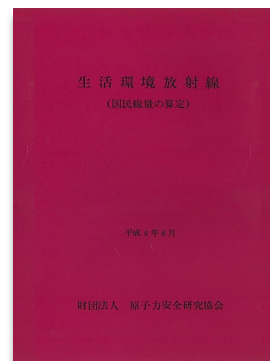 生活環境放射線
（国民線量の算定）
平成4年8月
財団法人　原子力安全研究協会